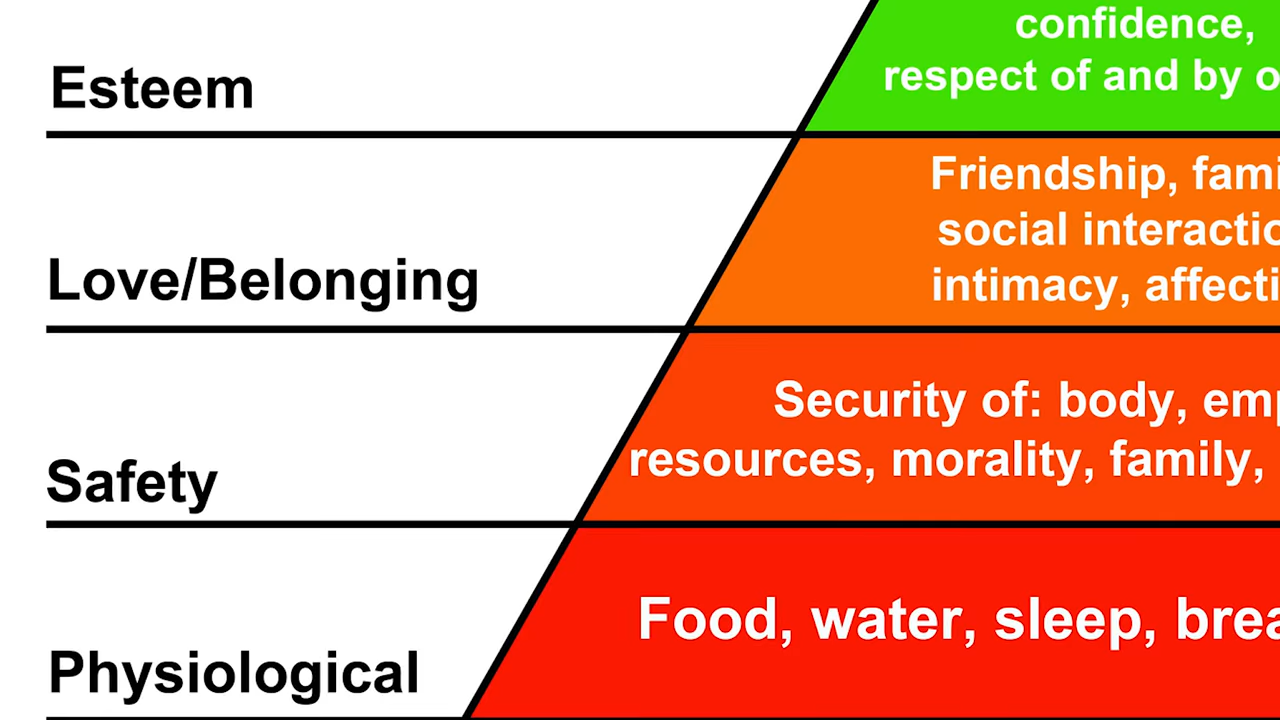 confidence,
Esteem
respect of and by
Friendship,
social
Love/Belonging
intimacy,
Security of: body,
resources, morality, family,
Safety
Food, water, sleep,
Physiological